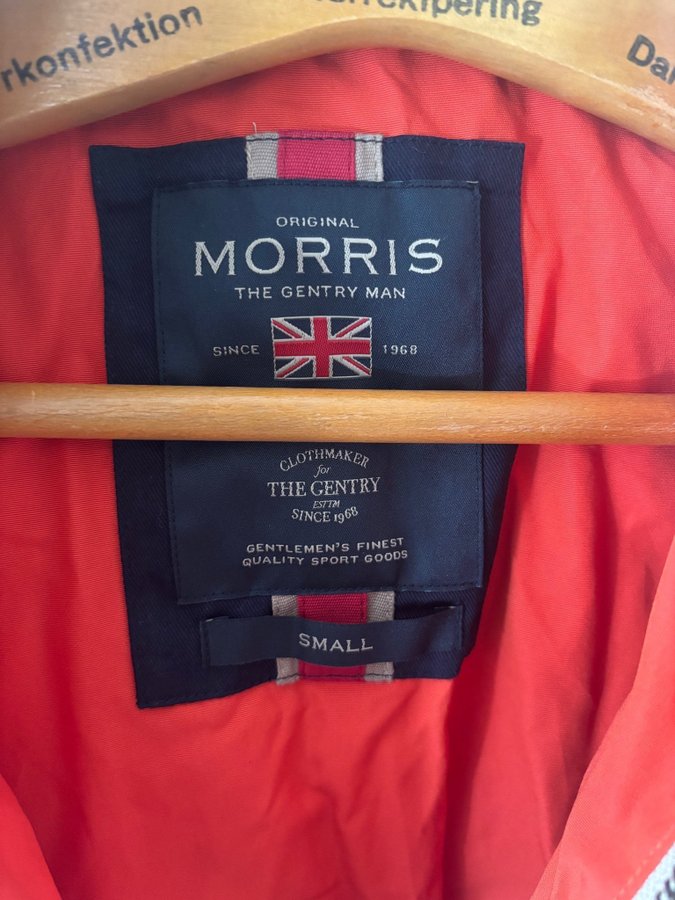 rkonfektion
rrekipering
Da
ORIGINAL
MORRIS
THE GENTRY MAN
SINCE 1968
CLOTHMAKER
for
THE GENTRY
ESTTM
SINCE 1968
GENTLEMEN'S FINEST
QUALITY SPORT GOODS
SMALL